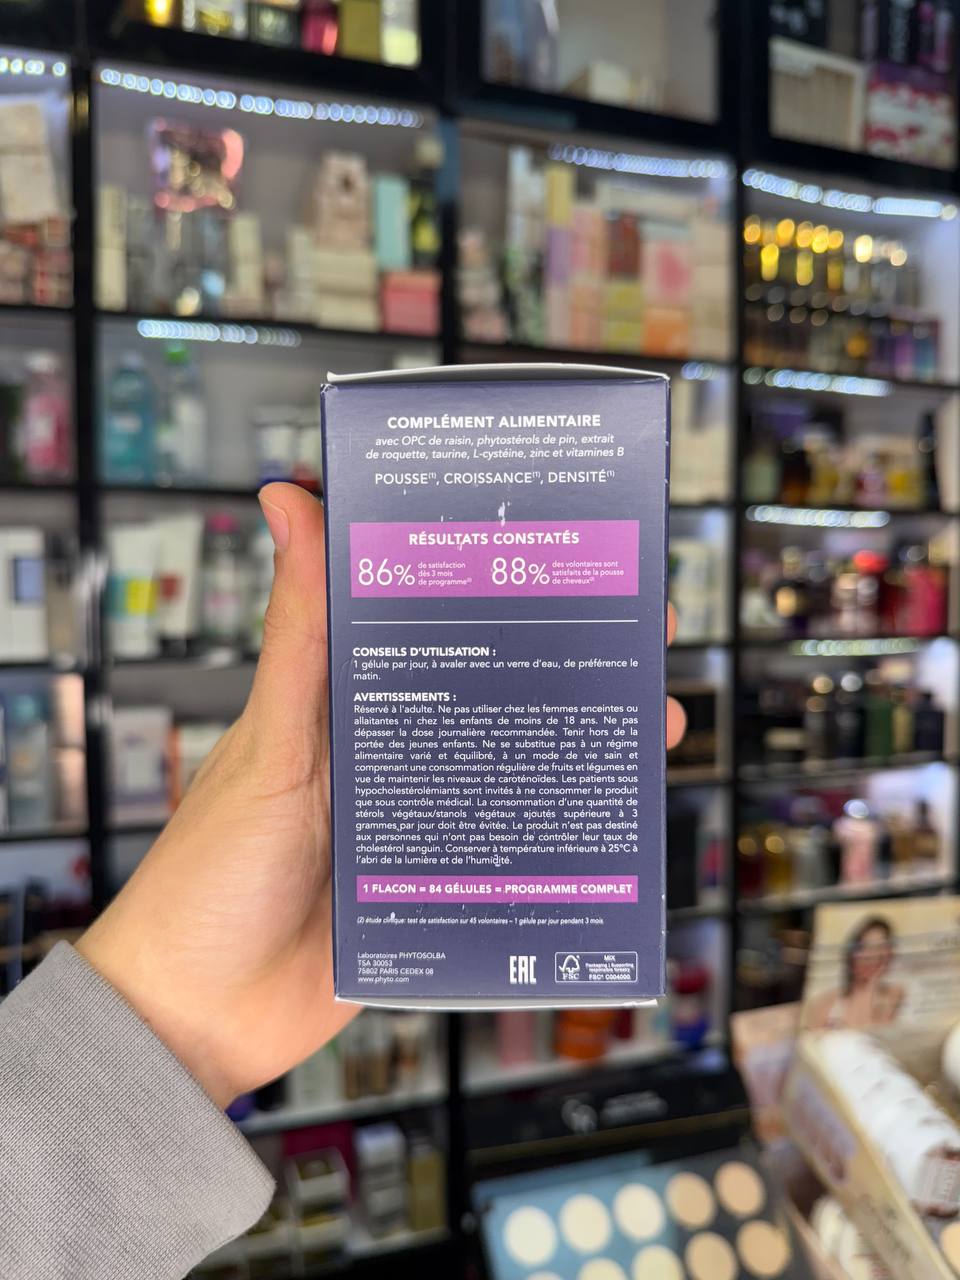 COMPLÉMENT ALIMENTAIRE
avec OPC de raisin, phytostérols de pin, extrait
de roquette, taurine, L-cystéine, zinc et vitamines B
POUSSE⁽¹⁾, CROISSANCE⁽¹⁾, DENSITÉ⁽¹⁾
RÉSULTATS CONSTATÉS
86% de satisfaction
dès 3 mois
de programme⁽²⁾
88% des volontaires sont
satisfaits de la pousse
de cheveux⁽²⁾
CONSEILS D'UTILISATION :
1 gélule par jour, à avaler avec un verre d'eau, de préférence le
matin.
AVERTISSEMENTS :
Réservé à l'adulte. Ne pas utiliser chez les femmes enceintes ou
allaitantes ni chez les enfants de moins de 18 ans. Ne pas
dépasser la dose journalière recommandée. Tenir hors de la
portée des jeunes enfants. Ne se substitue pas à un régime
alimentaire varié et équilibré, à un mode de vie sain et
comprenant une consommation régulière de fruits et légumes en
vue de maintenir les niveaux de caroténoïdes. Les patients sous
hypocholestérolémiants sont invités à ne consommer le produit
que sous contrôle médical. La consommation d'une quantité de
stérols végétaux/stanols végétaux ajoutés supérieure à 3
grammes par jour doit être évitée. Le produit n'est pas destiné
aux personnes qui n'ont pas besoin de contrôler leur taux de
cholestérol sanguin. Conserver à température inférieure à 25°C à
l'abri de la lumière et de l'humidité.
1 FLACON = 84 GÉLULES = PROGRAMME COMPLET
(2) étude clinique: test de satisfaction sur 45 volontaires – 1 gélule par jour pendant 3 mois
Laboratoires PHYTOSOLBA
TSA 30053
75802 PARIS CEDEX 08
www.phyto.com
EAC
FSC
MIX
Packaging | Supporting
responsible forestry
FSC® C004000